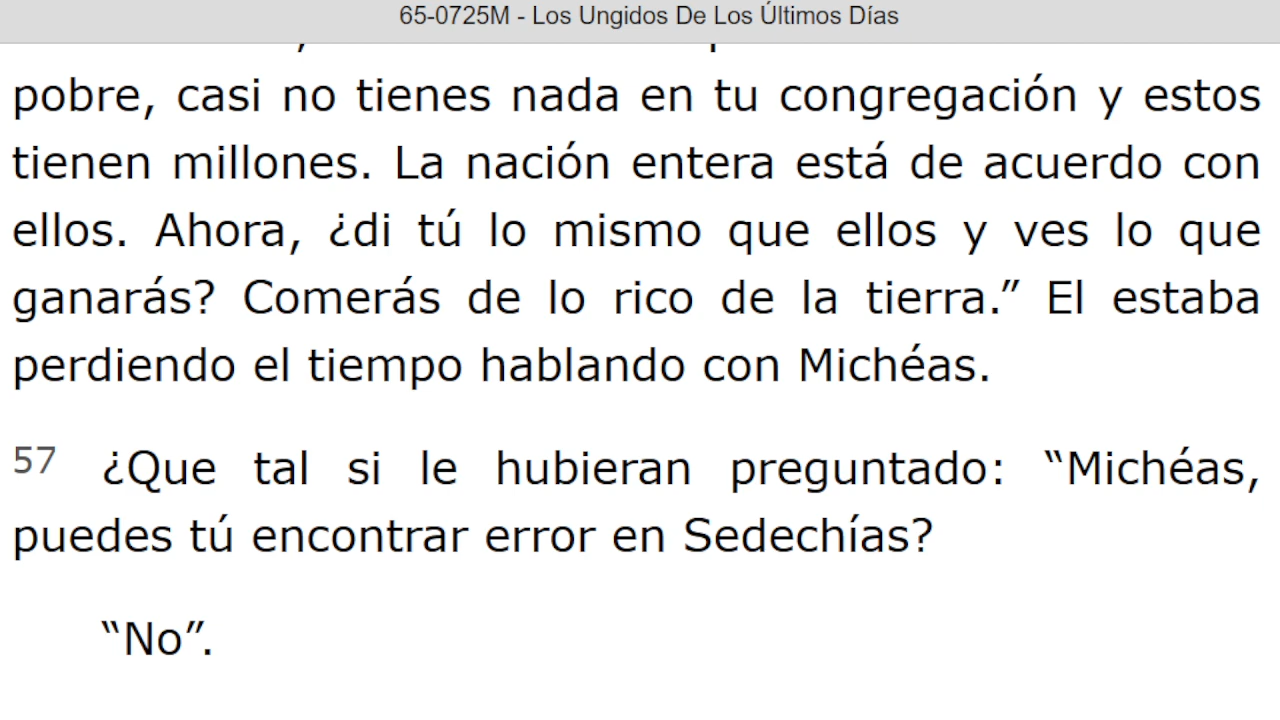 65-0725M - Los Ungidos De Los Últimos Días
pobre, casi no tienes nada en tu congregación y estos
tienen millones. La nación entera está de acuerdo con
ellos. Ahora, ¿di tú lo mismo que ellos y ves lo que
ganarás? Comerás de lo rico de la tierra.” El estaba
perdiendo el tiempo hablando con Michéas.
57 ¿Que tal si le hubieran preguntado: “Michéas,
puedes tú encontrar error en Sedechías?
“No”.